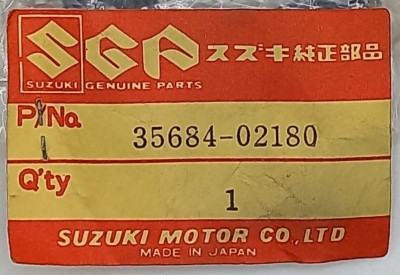 SGP スズキ純正部品
SUZUKI GENUINE PARTS
P/No. 35684-02180
Q'ty 1
SUZUKI MOTOR CO.,LTD
MADE IN JAPAN